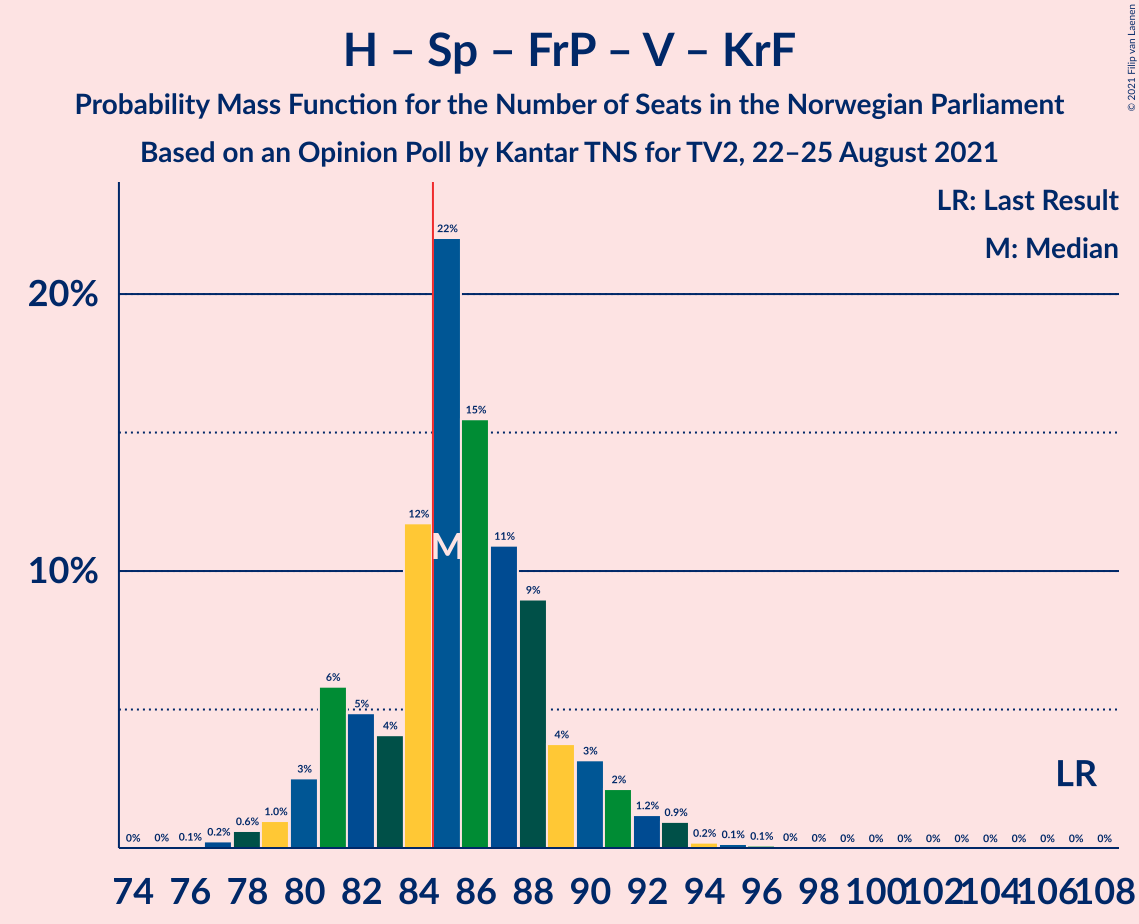 H – Sp – FrP – V – KrF
Probability Mass Function for the Number of Seats in the Norwegian Parliament
Based on an Opinion Poll by Kantar TNS for TV2, 22–25 August 2021
© 2021 Filip van Laenen
LR: Last Result
M: Median
20%
10%
0% 0% 0.1% 0.2% 0.6% 1.0% 3% 6% 5% 4% 12% 22% 15% 11% 9% 4% 3% 2% 1.2% 0.9% 0.2% 0.1% 0.1% 0% 0% 0% 0% 0% 0% 0% 0% 0% 0% 0% 0%
M
LR
74 76 78 80 82 84 86 88 90 92 94 96 98 100 102 104 106 108